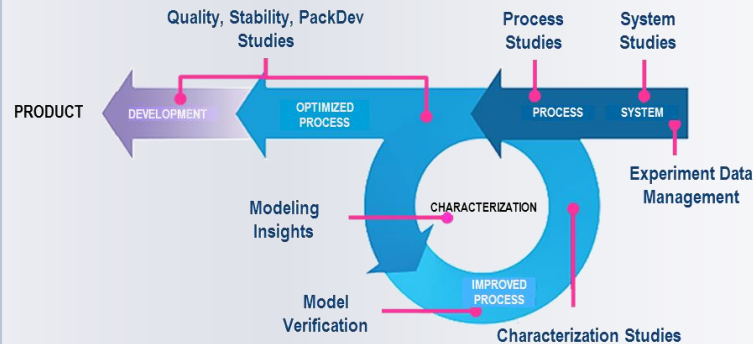 Quality, Stability, PackDev
Studies
Process
Studies
System
Studies
PRODUCT
DEVELOPMENT
OPTIMIZED
PROCESS
PROCESS
SYSTEM
Experiment Data
Management
Modeling
Insights
CHARACTERIZATION
IMPROVED
PROCESS
Model
Verification
Characterization Studies